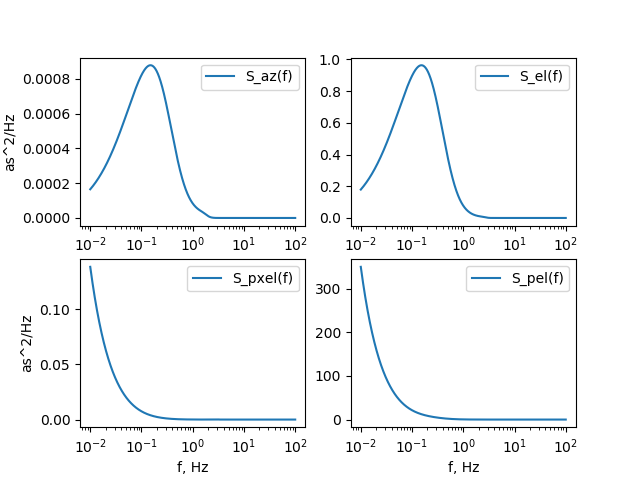 as^2/Hz
0.0008
0.0006
0.0004
0.0002
0.0000
S_az(f)
10^-2 10^-1 10^0 10^1 10^2
1.0
0.8
0.6
0.4
0.2
0.0
S_el(f)
10^-2 10^-1 10^0 10^1 10^2
as^2/Hz
0.10
0.05
0.00
S_pxel(f)
10^-2 10^-1 10^0 10^1 10^2
f, Hz
300
200
100
0
S_pel(f)
10^-2 10^-1 10^0 10^1 10^2
f, Hz